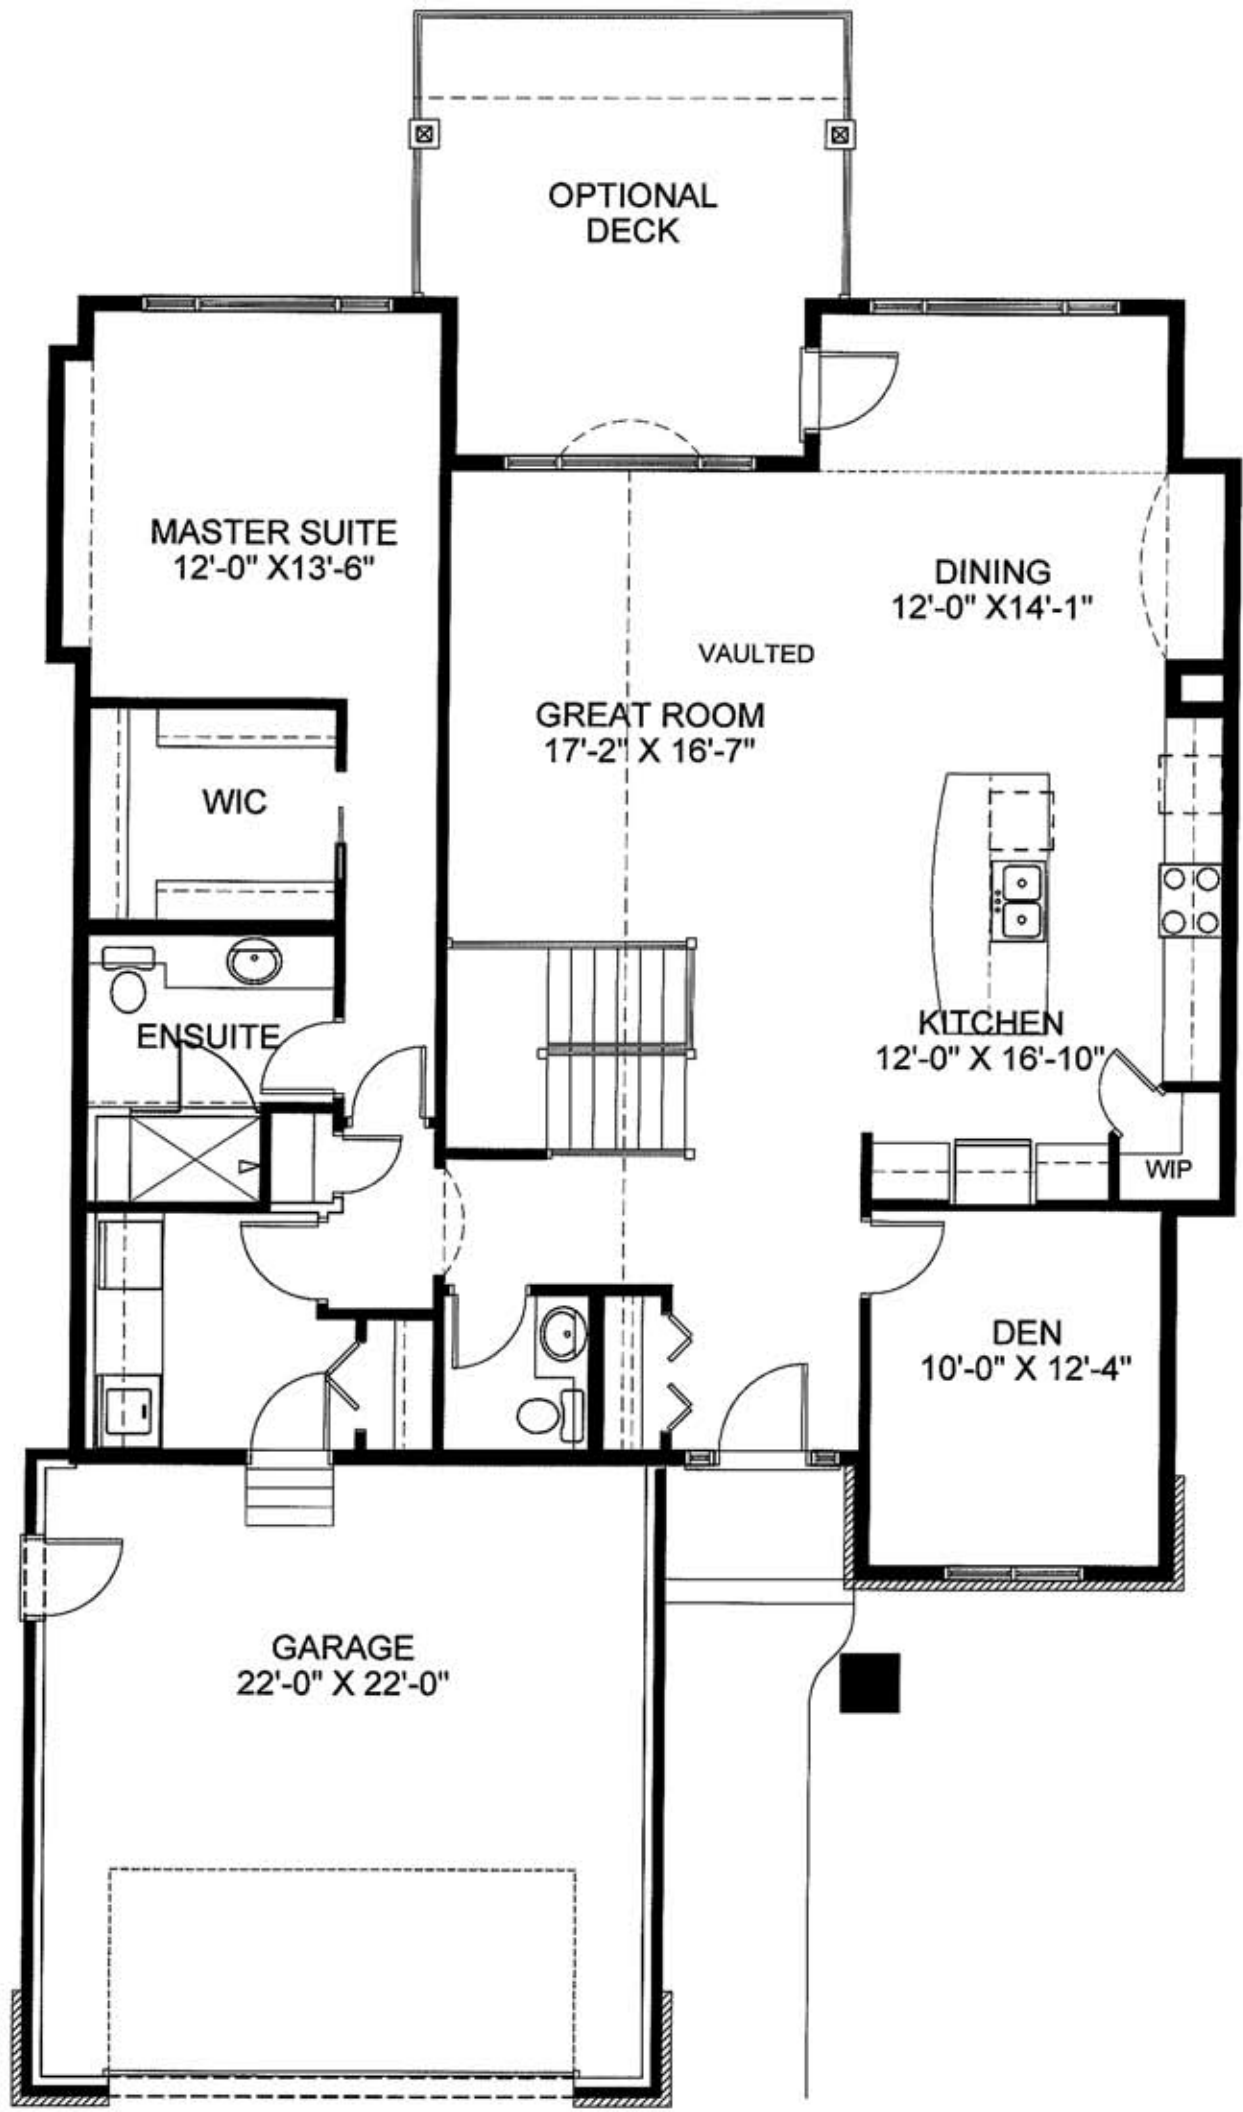 OPTIONAL
DECK
MASTER SUITE
12'-0" X13'-6"
DINING
12'-0" X14'-1"
VAULTED
GREAT ROOM
17'-2" X 16'-7"
WIC
ENSUITE
KITCHEN
12'-0" X 16'-10"
WIP
DEN
10'-0" X 12'-4"
GARAGE
22'-0" X 22'-0"